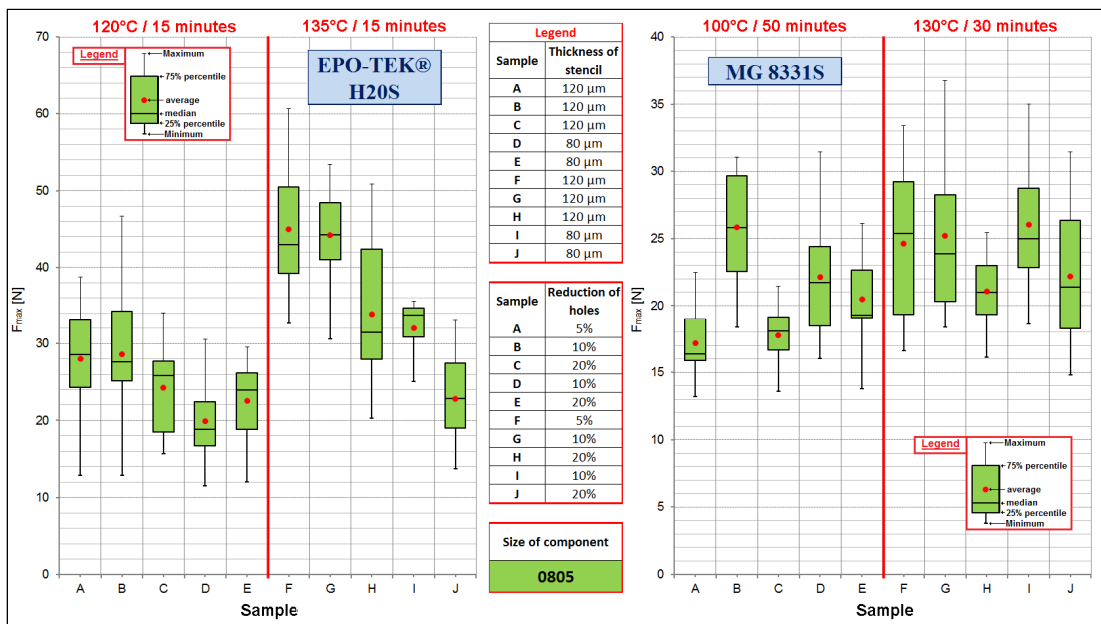 120°C / 15 minutes
135°C / 15 minutes
EPO-TEK®
H20S
Legend
Maximum
75% percentile
average
median
25% percentile
Minimum
Fmax [N]
70
60
50
40
30
20
10
0
A B C D E F G H I J
Sample
Legend
Sample Thickness of stencil
A 120 µm
B 120 µm
C 120 µm
D 80 µm
E 80 µm
F 120 µm
G 120 µm
H 120 µm
I 80 µm
J 80 µm
Sample Reduction of holes
A 5%
B 10%
C 20%
D 10%
E 20%
F 5%
G 10%
H 20%
I 10%
J 20%
Size of component
0805
100°C / 50 minutes
130°C / 30 minutes
MG 8331S
Fmax [N]
40
35
30
25
20
15
10
5
0
Legend
Maximum
75% percentile
average
median
25% percentile
Minimum
A B C D E F G H I J
Sample